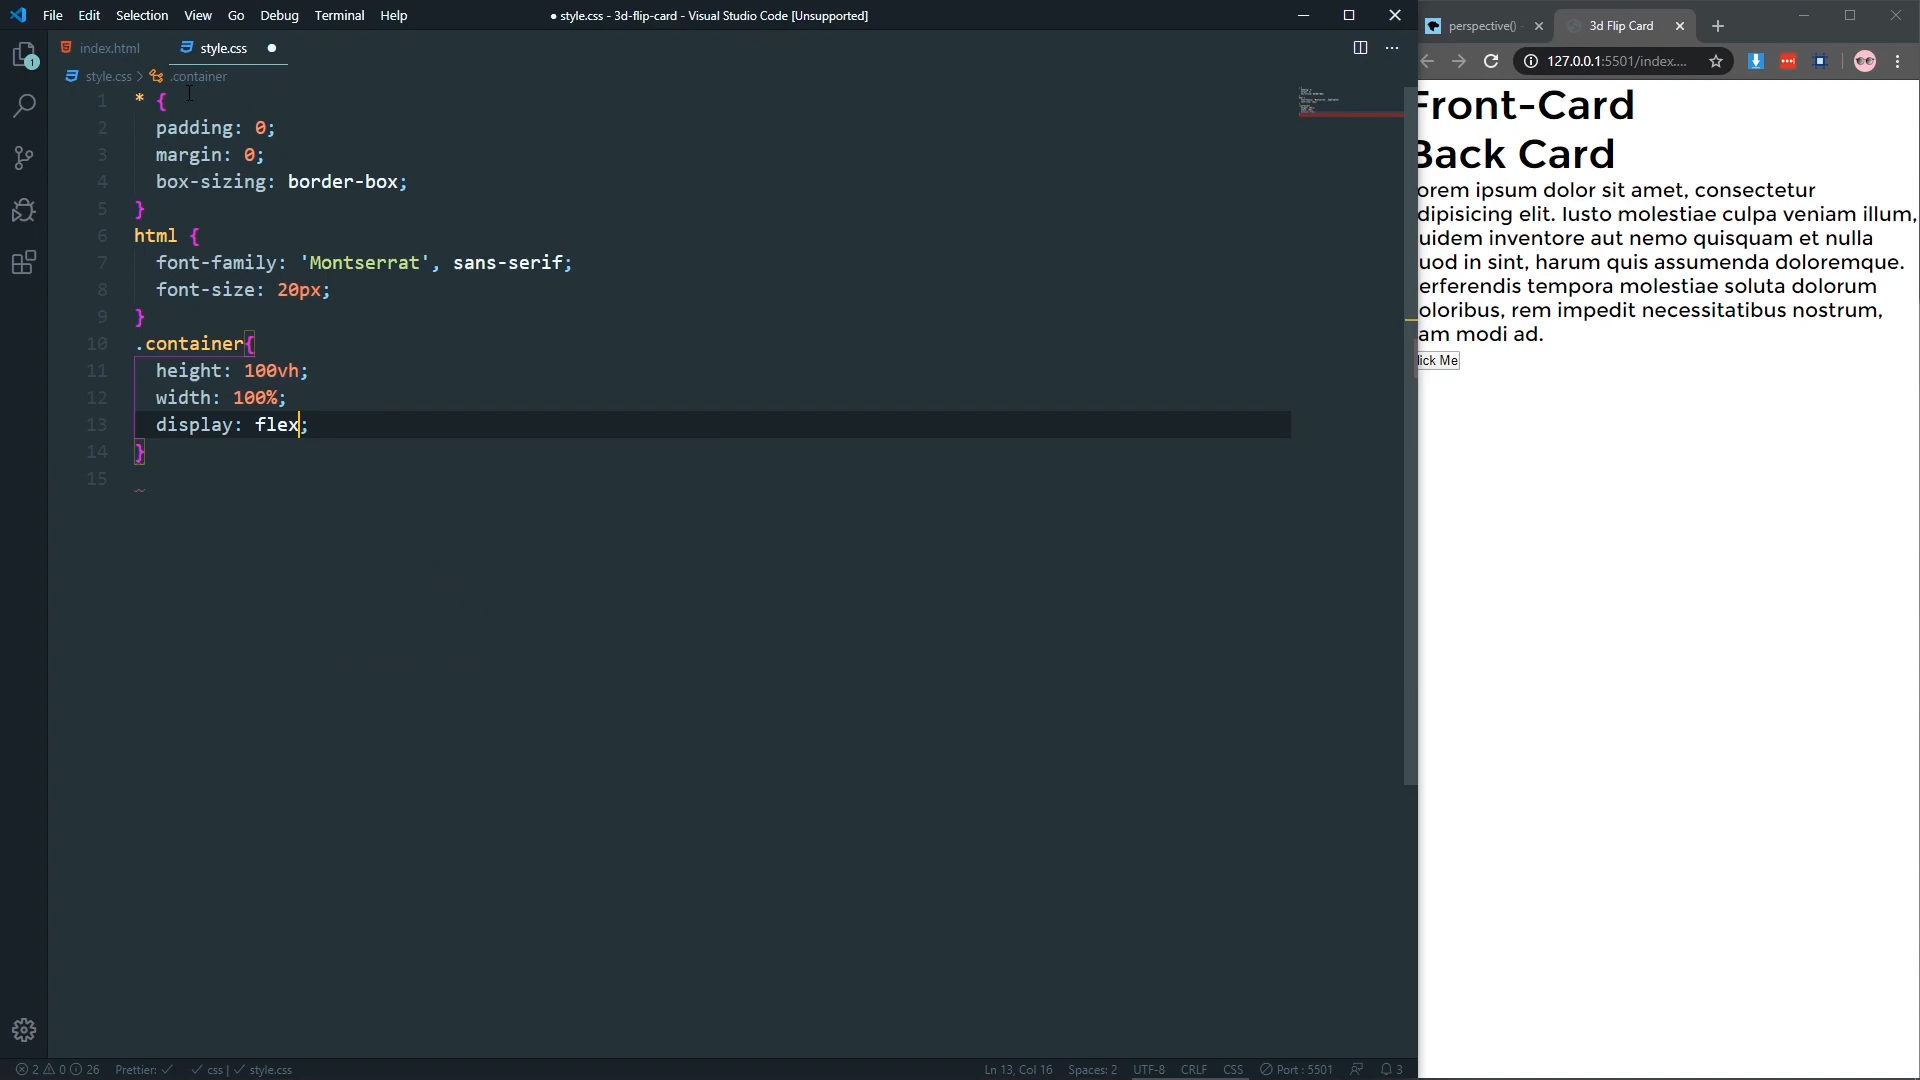 File Edit Selection View Go Debug Terminal Help
● style.css - 3d-flip-card - Visual Studio Code [Unsupported]
perspective()
3d Flip Card
index.html
style.css
127.0.0.1:5501/index....
style.css > .container
1 * {
2 padding: 0;
3 margin: 0;
4 box-sizing: border-box;
5 }
6 html {
7 font-family: 'Montserrat', sans-serif;
8 font-size: 20px;
9 }
10 .container{
11 height: 100vh;
12 width: 100%;
13 display: flex;
14 }
15
1
Front-Card
Back Card
orem ipsum dolor sit amet, consectetur
dipisicing elit. Iusto molestiae culpa veniam illum,
uidem inventore aut nemo quisquam et nulla
uod in sint, harum quis assumenda doloremque.
erferendis tempora molestiae soluta dolorum
oloribus, rem impedit necessitatibus nostrum,
am modi ad.
lick Me
2 0 26 Prettier: ✓ ✓ css | ✓ style.css
Ln 13, Col 16 Spaces: 2 UTF-8 CRLF CSS Port : 5501 3